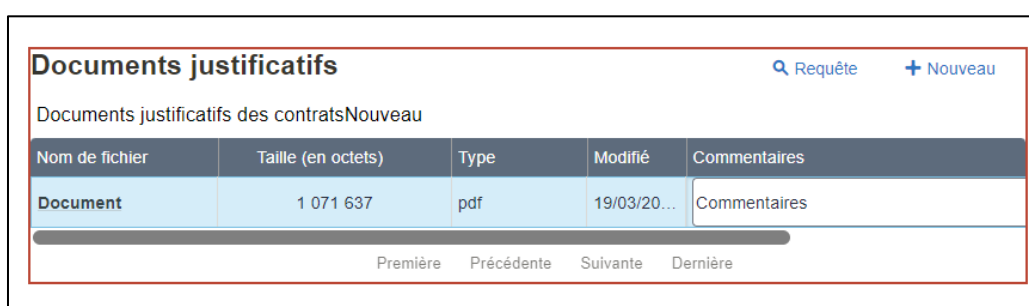 Documents justificatifs Requête Nouveau
Documents justificatifs des contratsNouveau
Nom de fichier Taille (en octets) Type Modifié Commentaires
Document 1 071 637 pdf 19/03/20... Commentaires
Première Précédente Suivante Dernière